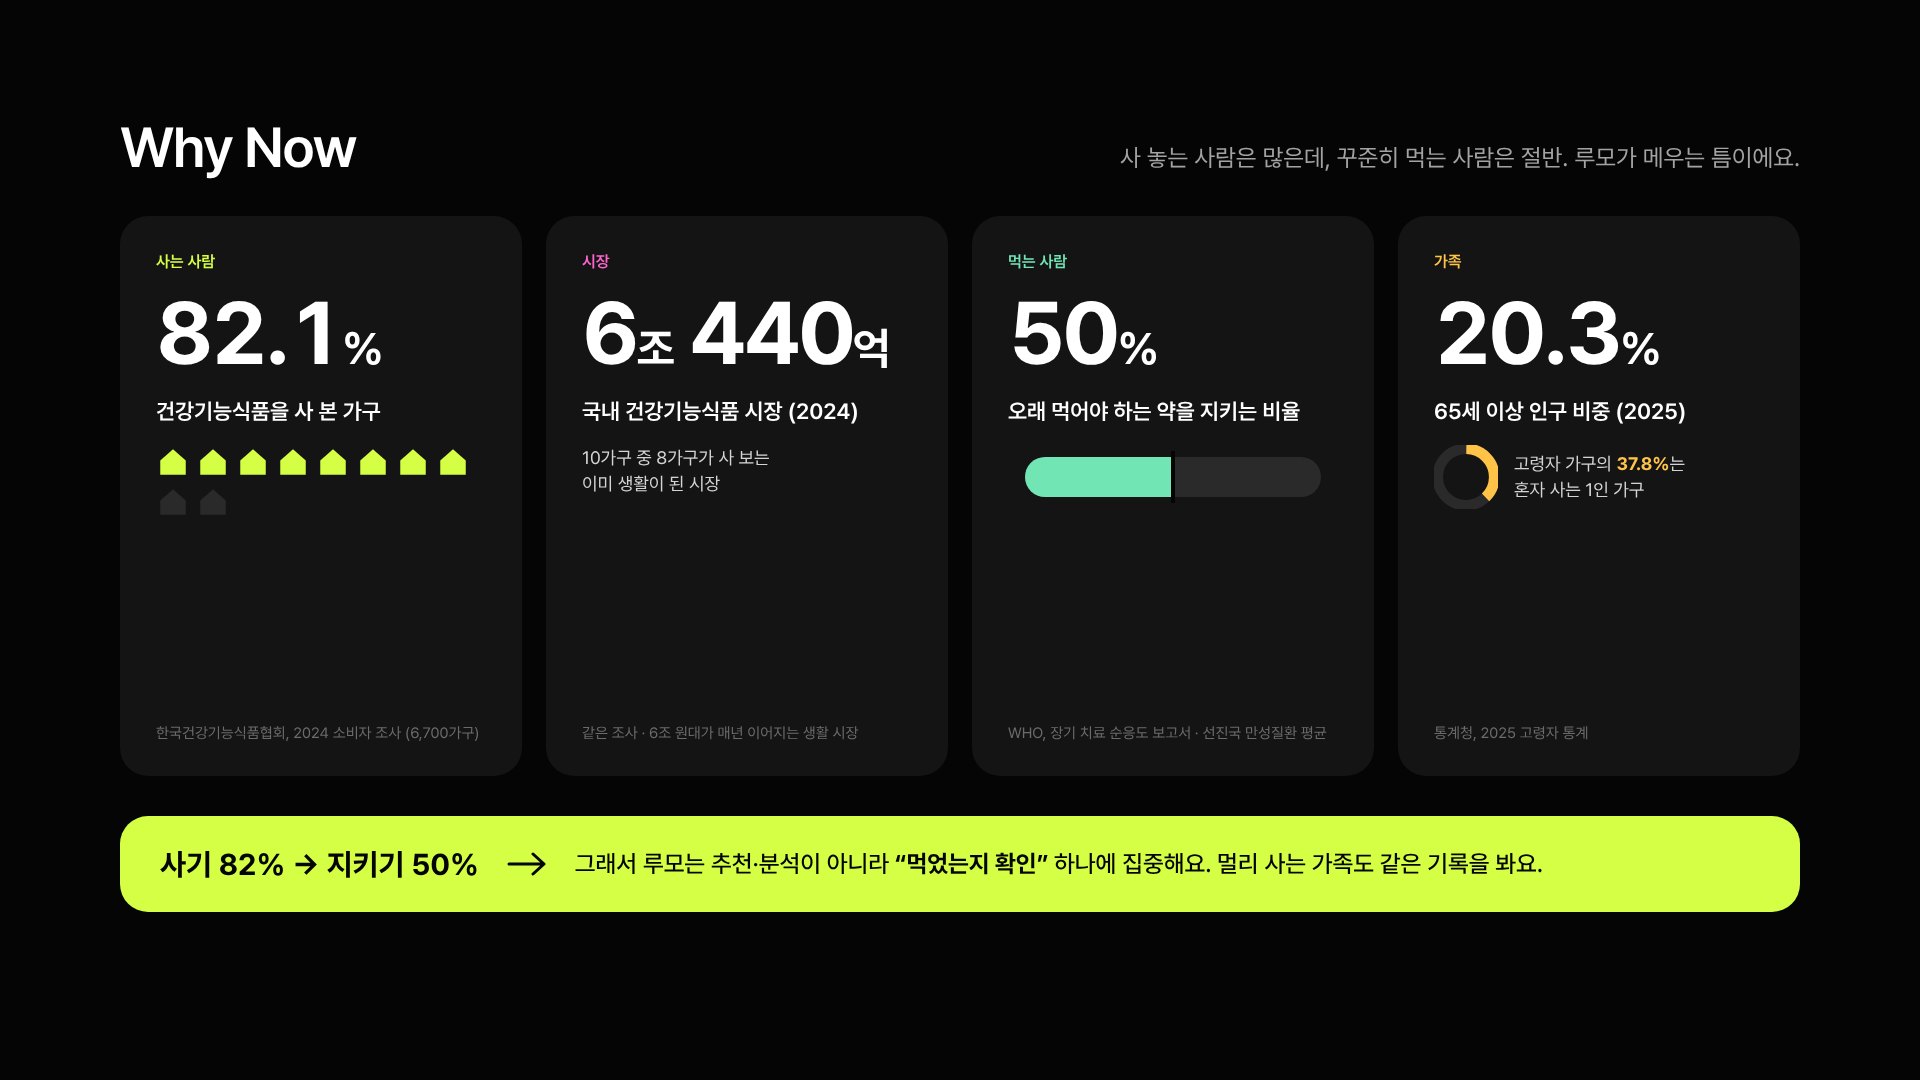 Why Now
사 놓는 사람은 많은데, 꾸준히 먹는 사람은 절반. 루모가 메우는 틈이에요.
사는 사람
82.1%
건강기능식품을 사 본 가구
한국건강기능식품협회, 2024 소비자 조사 (6,700가구)
시장
6조 440억
국내 건강기능식품 시장 (2024)
10가구 중 8가구가 사 보는
이미 생활이 된 시장
같은 조사 · 6조 원대가 매년 이어지는 생활 시장
먹는 사람
50%
오래 먹어야 하는 약을 지키는 비율
WHO, 장기 치료 순응도 보고서 · 선진국 만성질환 평균
가족
20.3%
65세 이상 인구 비중 (2025)
고령자 가구의 37.8%는
혼자 사는 1인 가구
통계청, 2025 고령자 통계
사기 82% → 지키기 50% → 그래서 루모는 추천·분석이 아니라 “먹었는지 확인” 하나에 집중해요. 멀리 사는 가족도 같은 기록을 봐요.